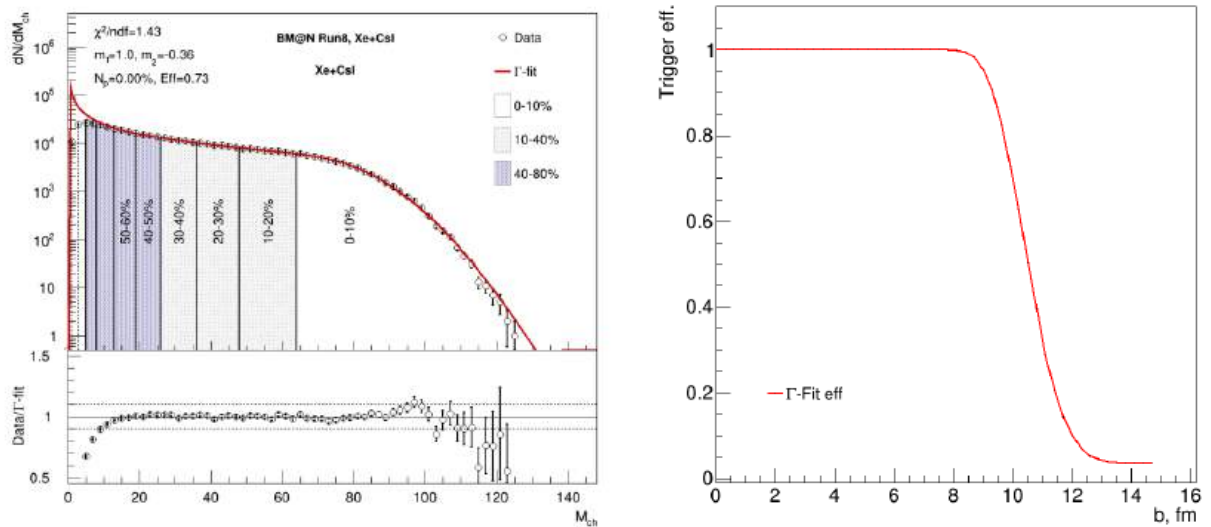 dN/dM_ch
10⁶
10⁵
10⁴
10³
10²
10
1
χ²/ndf=1.43
m₁=1.0, m₂=-0.36
Nₚ=0.00%, Eff=0.73
BM@N Run8, Xe+CsI
Xe+CsI
Data
Γ-fit
0-10%
10-40%
40-80%
50-60%
40-50%
30-40%
20-30%
10-20%
0-10%
Data/Γ-fit
1.5
1
0.5
0 20 40 60 80 100 120 140
M_ch
Trigger eff.
1
0.8
0.6
0.4
0.2
0
Γ-Fit eff
0 2 4 6 8 10 12 14 16
b, fm